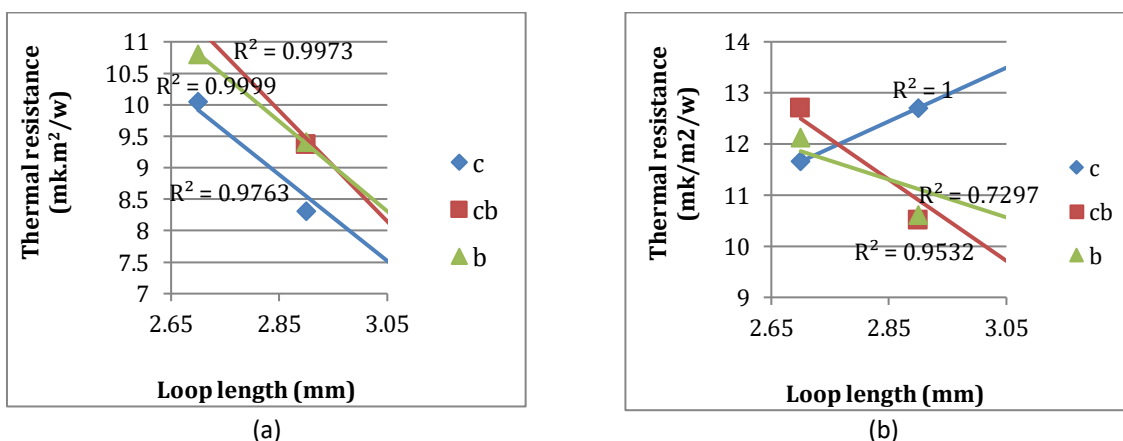 Thermal resistance
(mk.m²/w)
11
10.5
10
9.5
9
8.5
8
7.5
7
R² = 0.9973
R² = 0.9999
R² = 0.9763
2.65 2.85 3.05
Loop length (mm)
c
cb
b
(a)
Thermal resistance
(mk/m2/w)
14
13
12
11
10
9
R² = 1
R² = 0.7297
R² = 0.9532
2.65 2.85 3.05
Loop length (mm)
c
cb
b
(b)